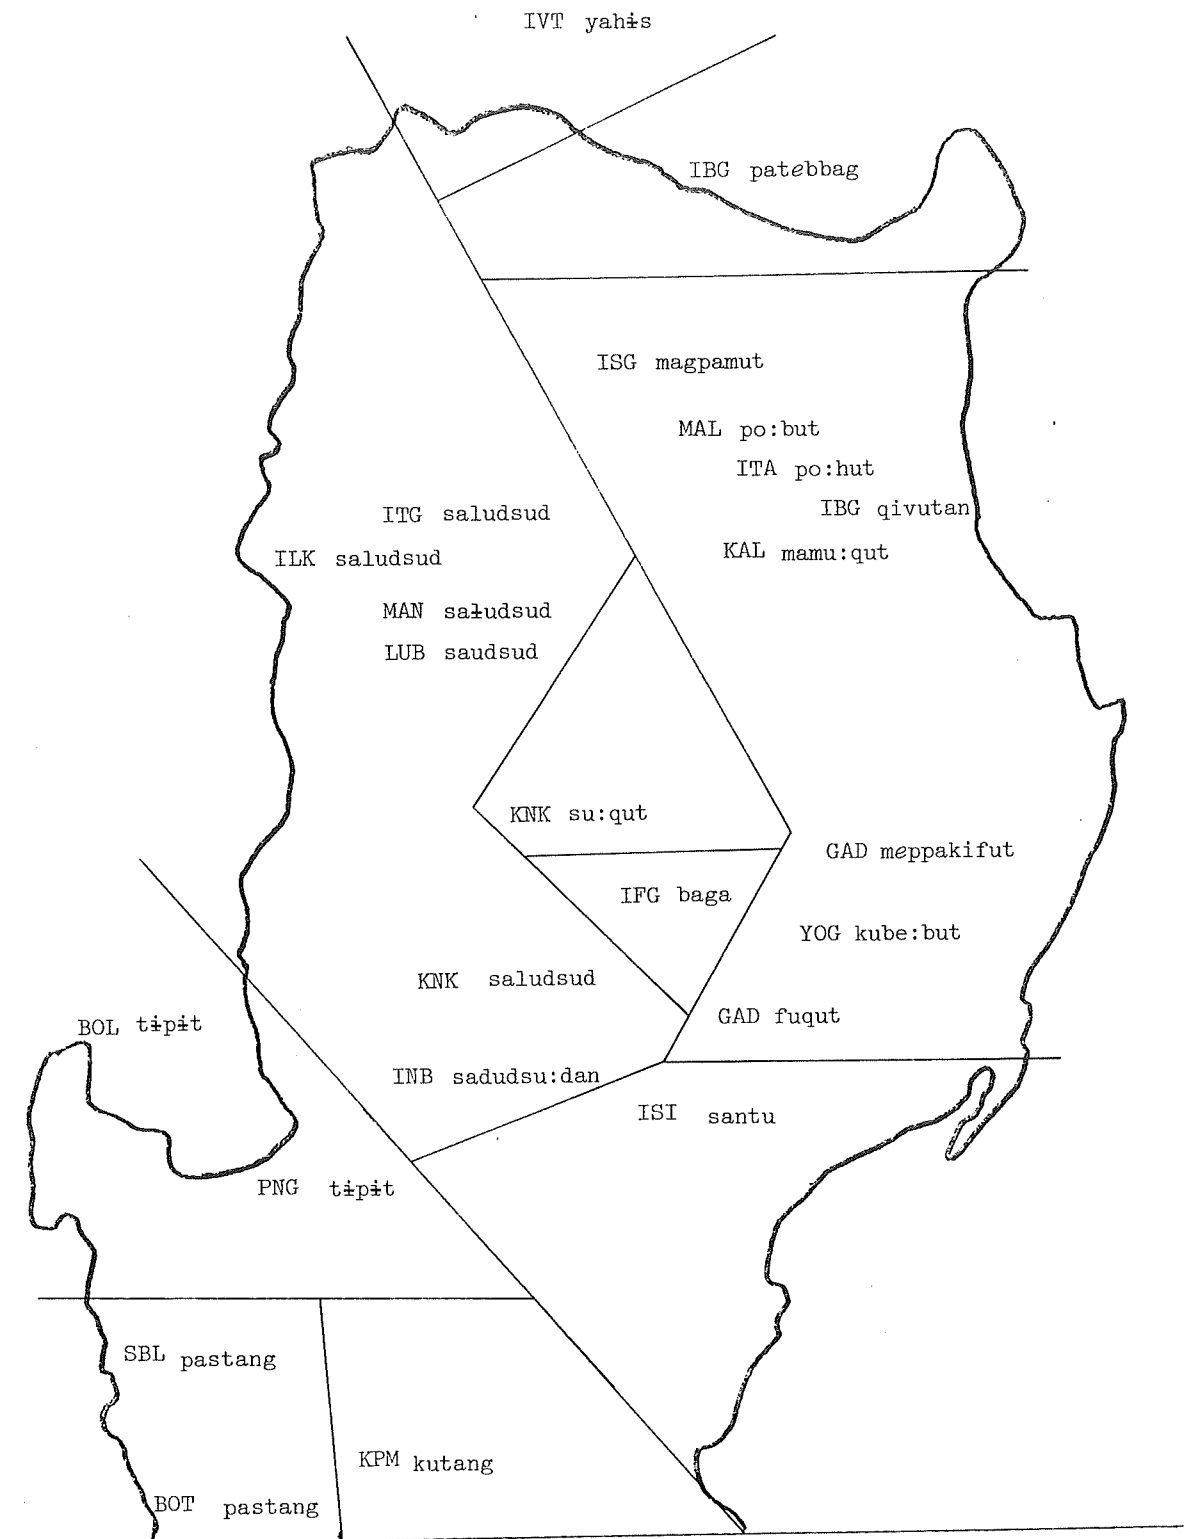 IVT yahɨs
IBG patebbag
ISG magpamut
MAL po:but
ITA po:hut
IBG qivutan
KAL mamu:qut
ITG saludsud
ILK saludsud
MAN saɫudsud
LUB saudsud
KNK su:qut
GAD meppakifut
IFG baga
YOG kube:but
KNK saludsud
GAD fuqut
BOL tɨpɨt
INB sadudsu:dan
ISI santu
PNG tɨpɨt
SBL pastang
KPM kutang
BOT pastang